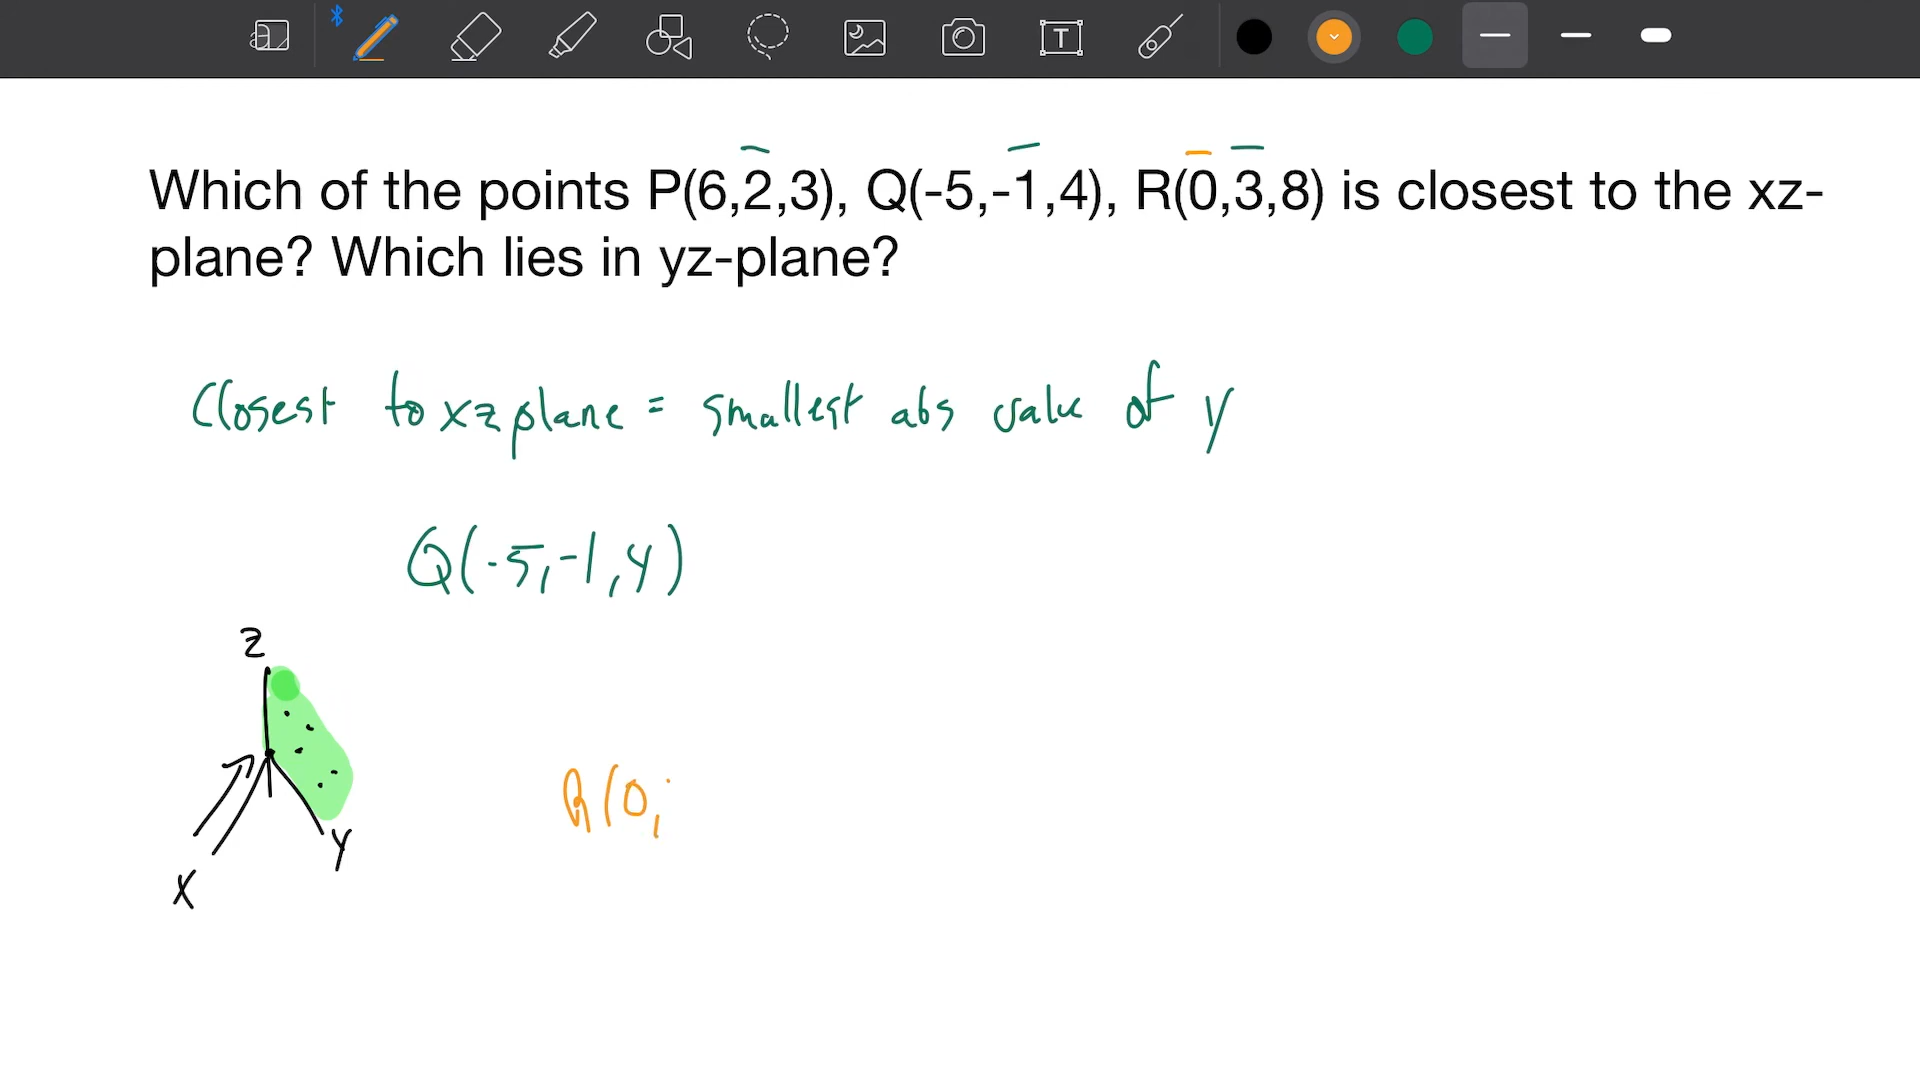 T
Which of the points P(6,2,3), Q(-5,-1,4), R(0,3,8) is closest to the xz-
plane? Which lies in yz-plane?
Closest to xz plane = smallest abs value of y
Q(-5,-1,4)
z
R(0,
y
x